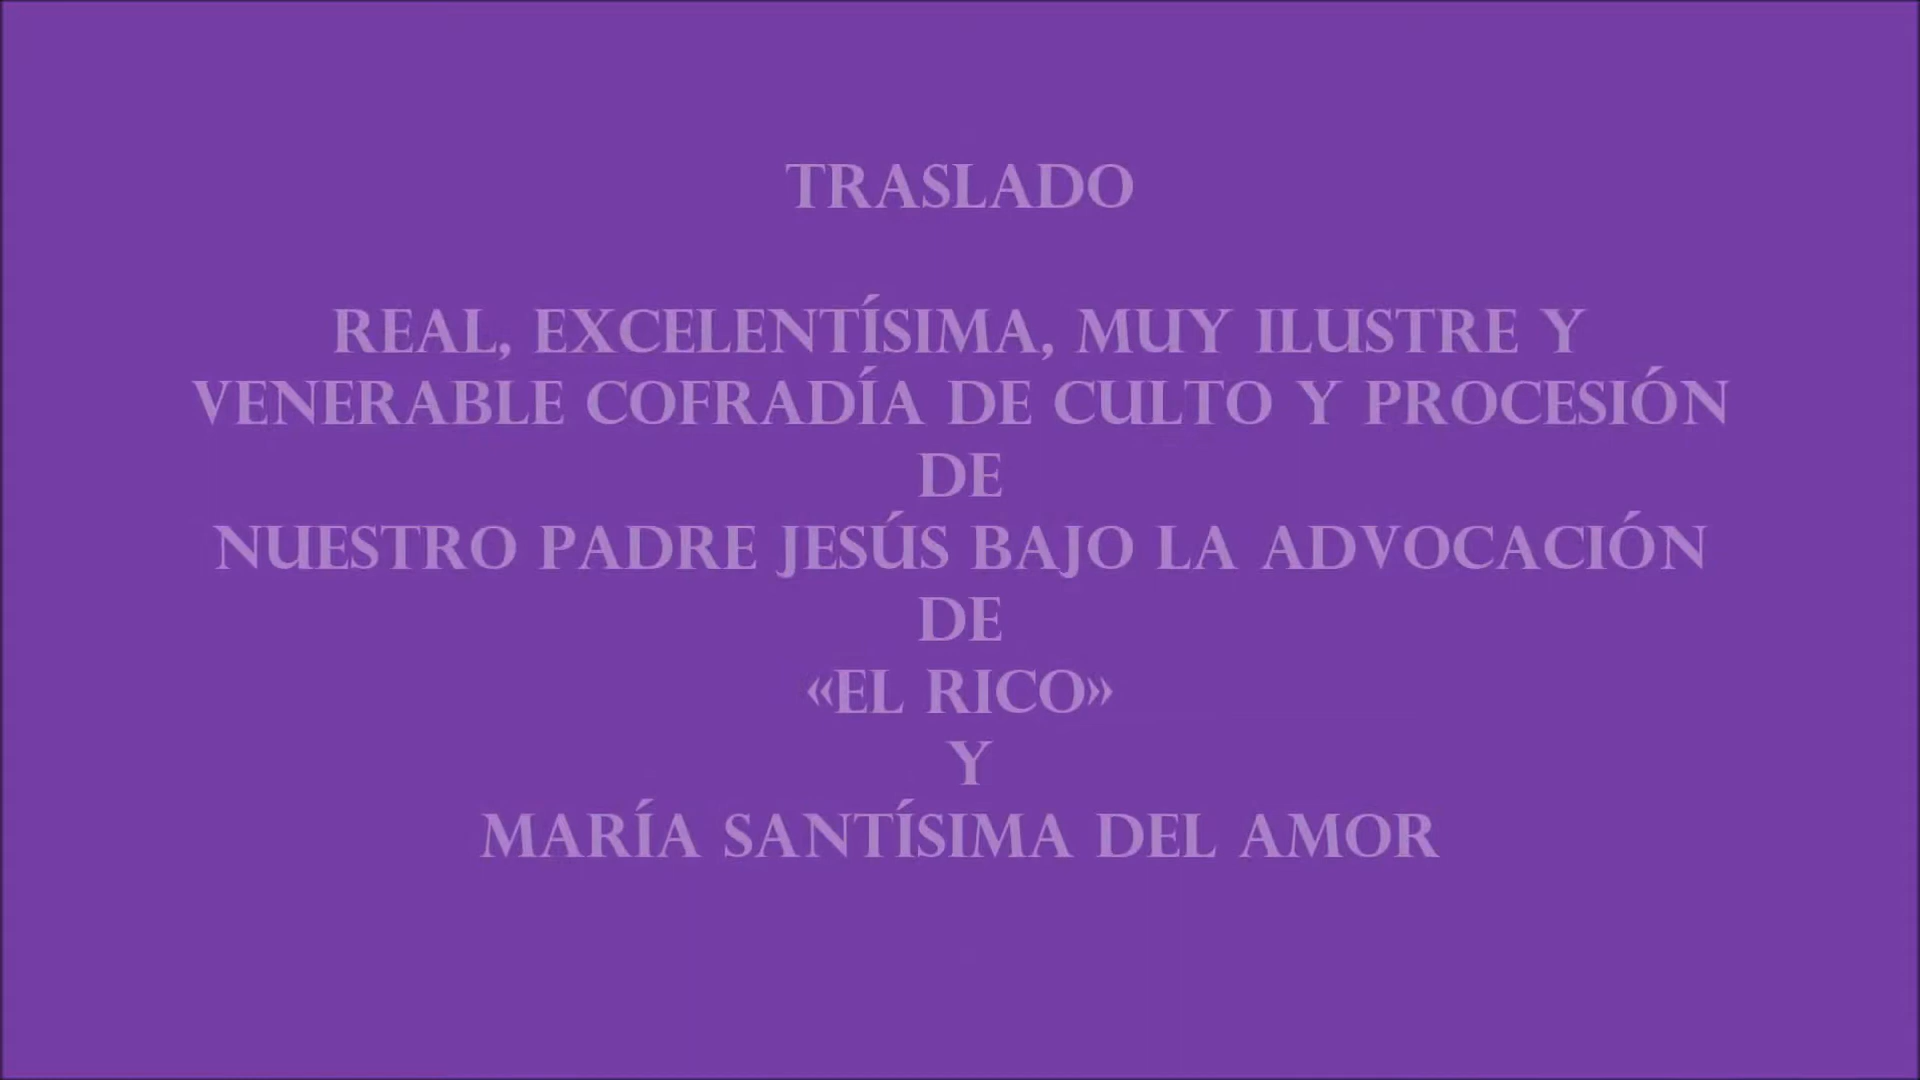 TRASLADO
REAL, EXCELENTÍSIMA, MUY ILUSTRE Y
VENERABLE COFRADÍA DE CULTO Y PROCESIÓN
DE
NUESTRO PADRE JESÚS BAJO LA ADVOCACIÓN
DE
«EL RICO»
Y
MARÍA SANTÍSIMA DEL AMOR